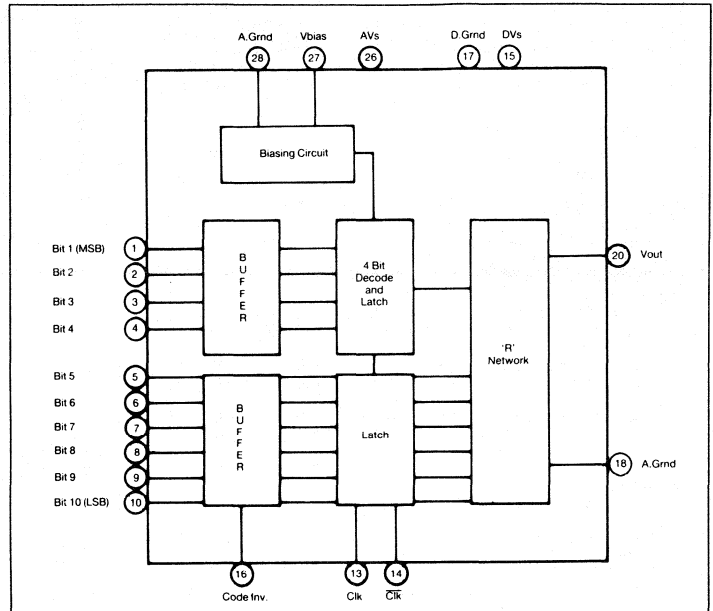 A.Grnd Vbias AVs D.Grnd DVs
28 27 26 17 15
Biasing Circuit
Bit 1 (MSB) 1
Bit 2 2
Bit 3 3
Bit 4 4
BUFFER
4 Bit
Decode
and
Latch
20 Vout
'R'
Network
Bit 5 5
Bit 6 6
Bit 7 7
Bit 8 8
Bit 9 9
Bit 10 (LSB) 10
BUFFER
Latch
18 A.Grnd
16 13 14
Code Inv. Clk C̅l̅k̅